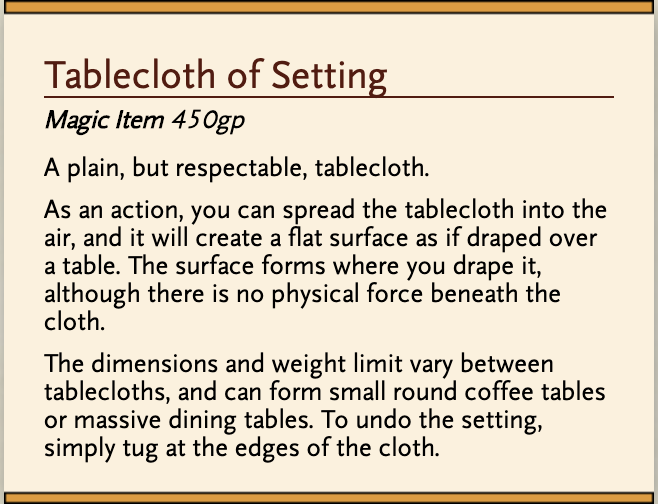 Tablecloth of Setting
Magic Item 450gp
A plain, but respectable, tablecloth.
As an action, you can spread the tablecloth into the
air, and it will create a flat surface as if draped over
a table. The surface forms where you drape it,
although there is no physical force beneath the
cloth.
The dimensions and weight limit vary between
tablecloths, and can form small round coffee tables
or massive dining tables. To undo the setting,
simply tug at the edges of the cloth.